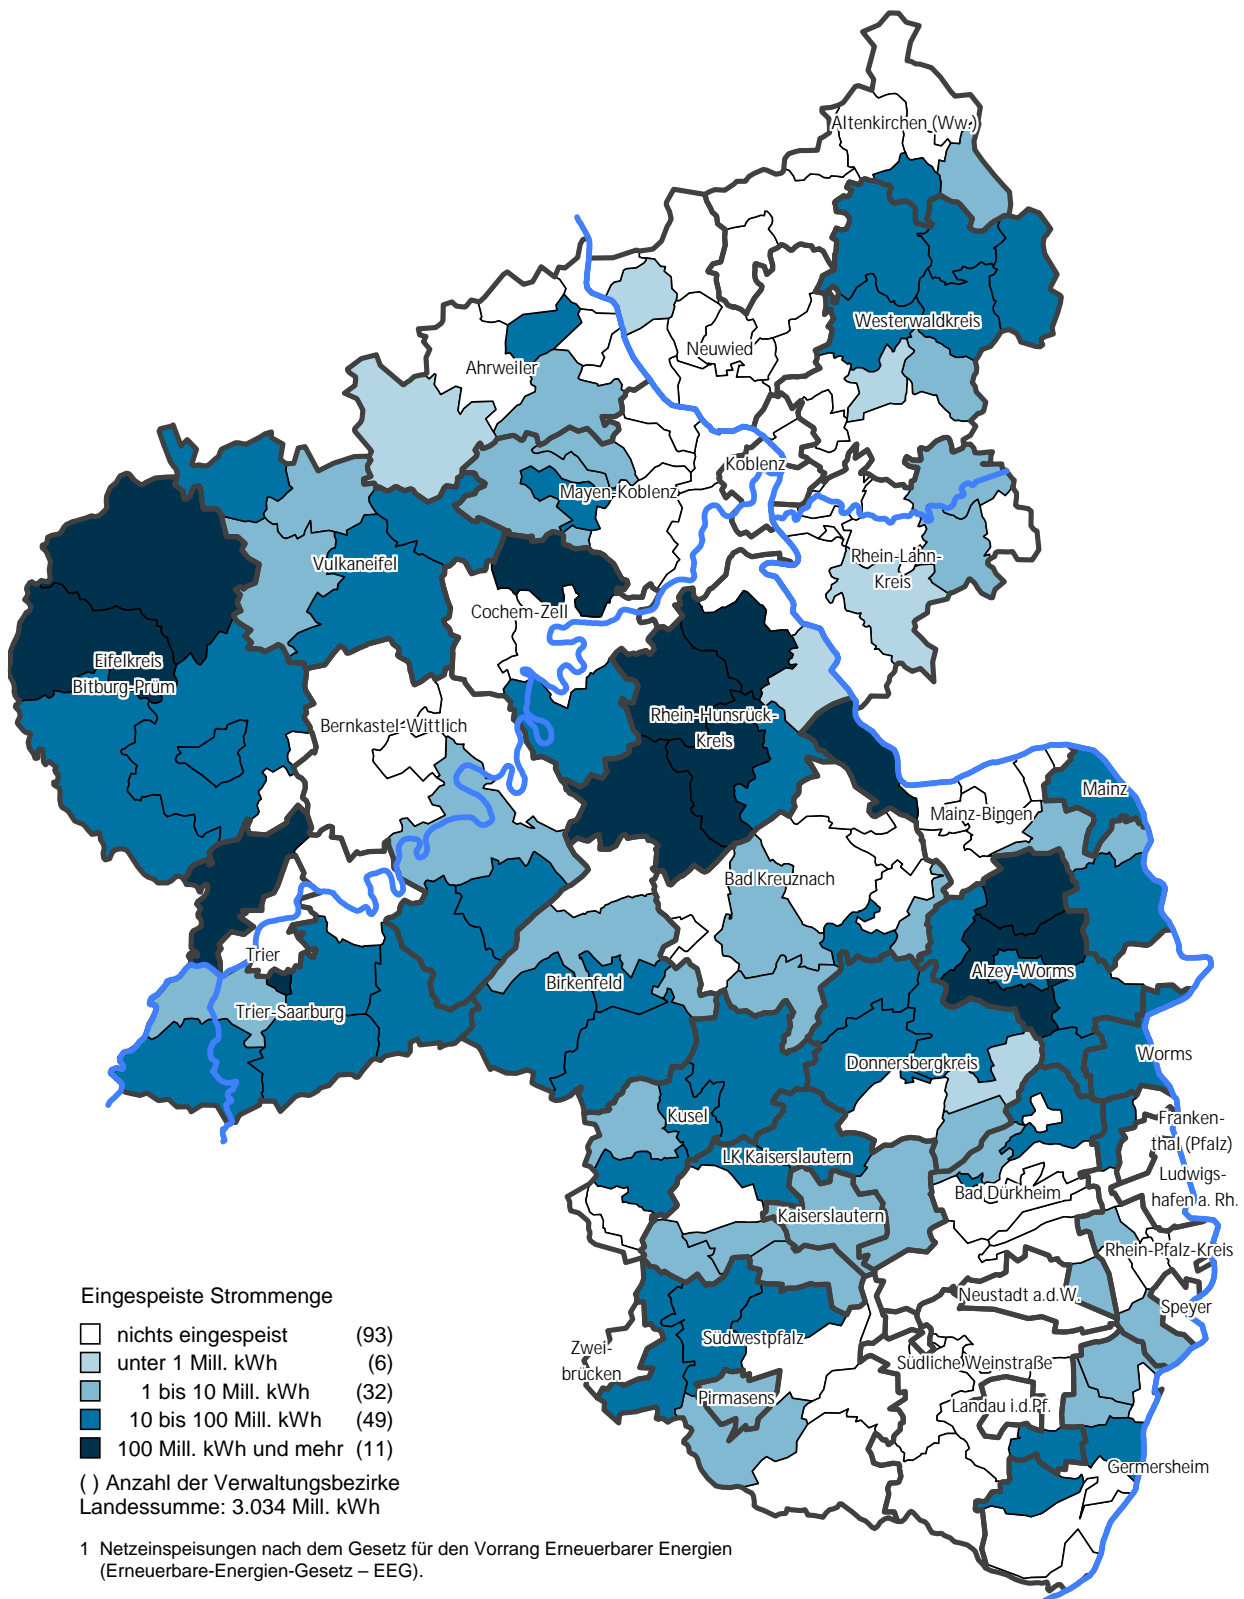 Altenkirchen (Ww.)
Westerwaldkreis
Neuwied
Ahrweiler
Koblenz
Mayen-Koblenz
Rhein-Lahn-
Kreis
Vulkaneifel
Cochem-Zell
Eifelkreis
Bitburg-Prüm
Bernkastel-Wittlich
Rhein-Hunsrück-
Kreis
Mainz
Mainz-Bingen
Bad Kreuznach
Trier
Alzey-Worms
Birkenfeld
Trier-Saarburg
Donnersbergkreis
Worms
Kusel
Franken-
thal (Pfalz)
LK Kaiserslautern
Ludwigs-
hafen a. Rh.
Bad Dürkheim
Kaiserslautern
Rhein-Pfalz-Kreis
Neustadt a.d.W.
Speyer
Südwestpfalz
Zwei-
brücken
Südliche Weinstraße
Pirmasens
Landau i.d.Pf.
Germersheim
Eingespeiste Strommenge
nichts eingespeist (93)
unter 1 Mill. kWh (6)
1 bis 10 Mill. kWh (32)
10 bis 100 Mill. kWh (49)
100 Mill. kWh und mehr (11)
( ) Anzahl der Verwaltungsbezirke
Landessumme: 3.034 Mill. kWh
1 Netzeinspeisungen nach dem Gesetz für den Vorrang Erneuerbarer Energien
(Erneuerbare-Energien-Gesetz – EEG).